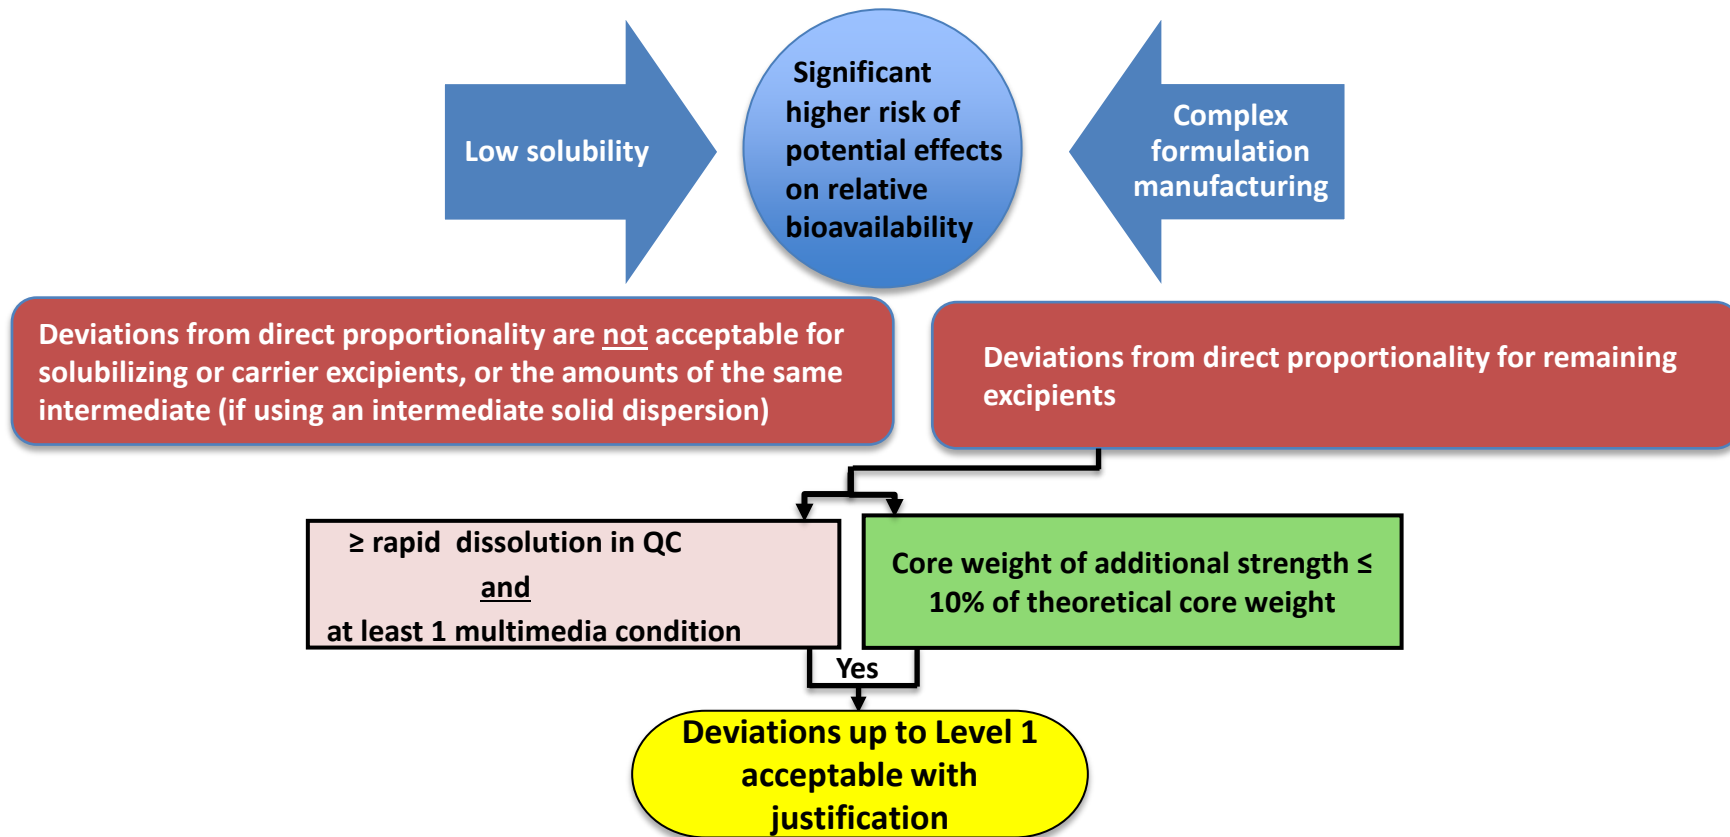 Low solubility
Significant
higher risk of
potential effects
on relative
bioavailability
Complex
formulation
manufacturing
Deviations from direct proportionality are not acceptable for
solubilizing or carrier excipients, or the amounts of the same
intermediate (if using an intermediate solid dispersion)
Deviations from direct proportionality for remaining
excipients
≥ rapid dissolution in QC
and
at least 1 multimedia condition
Core weight of additional strength ≤
10% of theoretical core weight
Yes
Deviations up to Level 1
acceptable with
justification